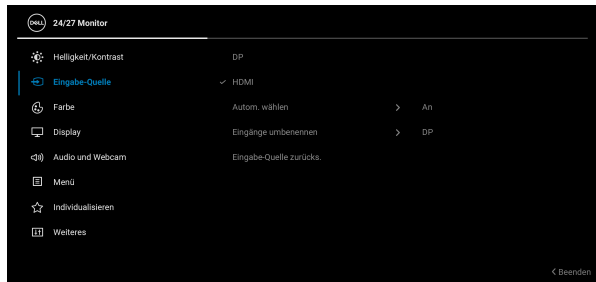 DELL 24/27 Monitor
Helligkeit/Kontrast DP
Eingabe-Quelle HDMI
Farbe Autom. wählen An
Display Eingänge umbenennen DP
Audio und Webcam Eingabe-Quelle zurücks.
Menü
Individualisieren
Weiteres
Beenden